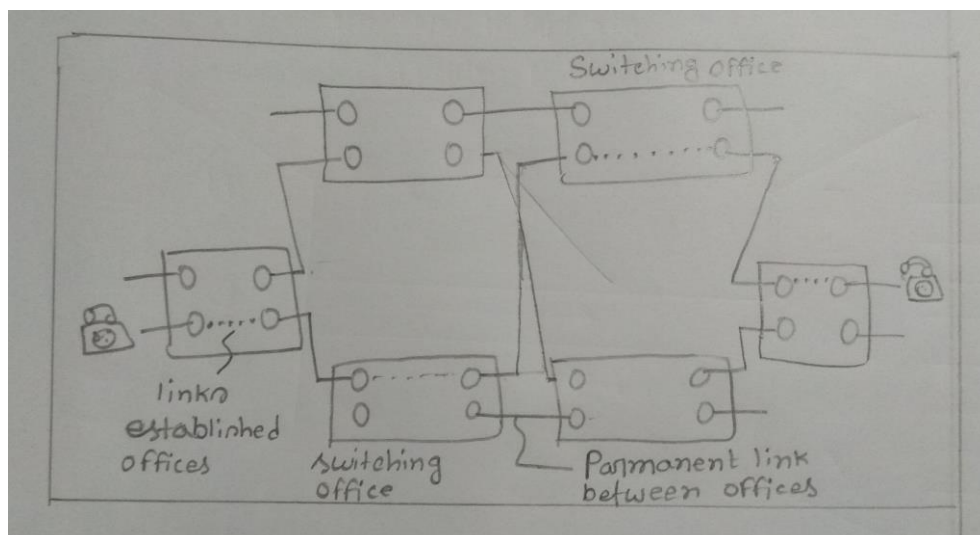 Switching office
links
established
offices
switching
office
Parmanent link
between offices